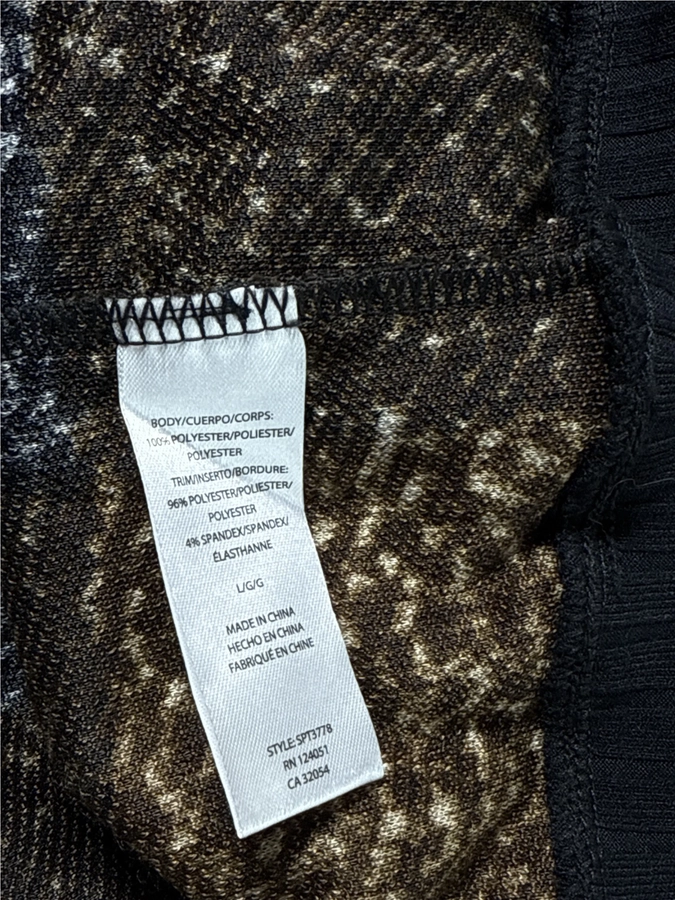 BODY/CUERPO/CORPS:
100% POLYESTER/POLIESTER/
POLYESTER
TRIM/INSERTO/BORDURE:
96% POLYESTER/POLIESTER/
POLYESTER
4% SPANDEX/SPANDEX/
ÉLASTHANNE
L/G/G
MADE IN CHINA
HECHO EN CHINA
FABRIQUÉ EN CHINE
STYLE: SPT3778
RN 124051
CA 32054